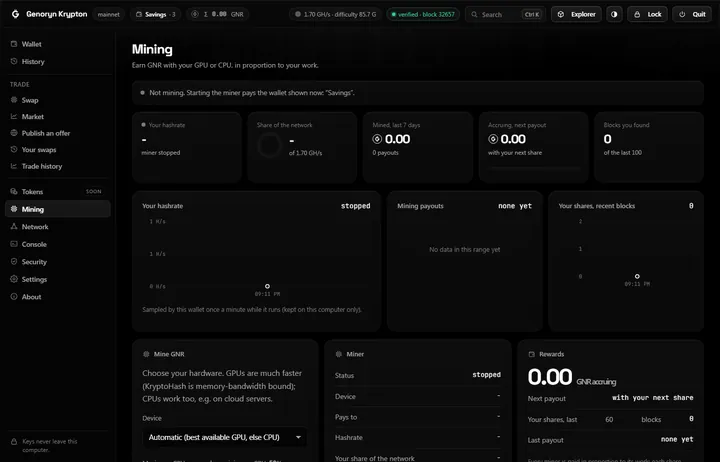 Genoryn Krypton
mainnet
Savings · 3
1 0.00 GNR
1.70 GH/s · difficulty 85.7 G
verified · block 32657
Search
Ctrl K
Explorer
Lock
Quit
Wallet
History
TRADE
Swap
Market
Publish an offer
Your swaps
Trade history
Tokens
SOON
Mining
Network
Console
Security
Settings
About
Keys never leave this
computer.
Mining
Earn GNR with your GPU or CPU, in proportion to your work.
Not mining. Starting the miner pays the wallet shown now: "Savings".
Your hashrate
-
miner stopped
Share of the network
-
of 1.70 GH/s
Mined, last 7 days
0.00
0 payouts
Accruing, next payout
0.00
with your next share
Blocks you found
0
of the last 100
Your hashrate
stopped
1 H/s
1 H/s
0 H/s
09:11 PM
Sampled by this wallet once a minute while it runs (kept on this computer only).
Mining payouts
none yet
No data in this range yet
Your shares, recent blocks
0
2
1
0
09:11 PM
Mine GNR
Choose your hardware. GPUs are much faster
(KryptoHash is memory-bandwidth bound);
CPUs work too, e.g. on cloud servers.
Device
Automatic (best available GPU, else CPU)
Miner
Status
stopped
Device
-
Pays to
-
Hashrate
-
Your share of the network
-
Rewards
0.00 GNR accruing
Next payout
with your next share
Your shares, last 60 blocks
0
Last payout
none yet